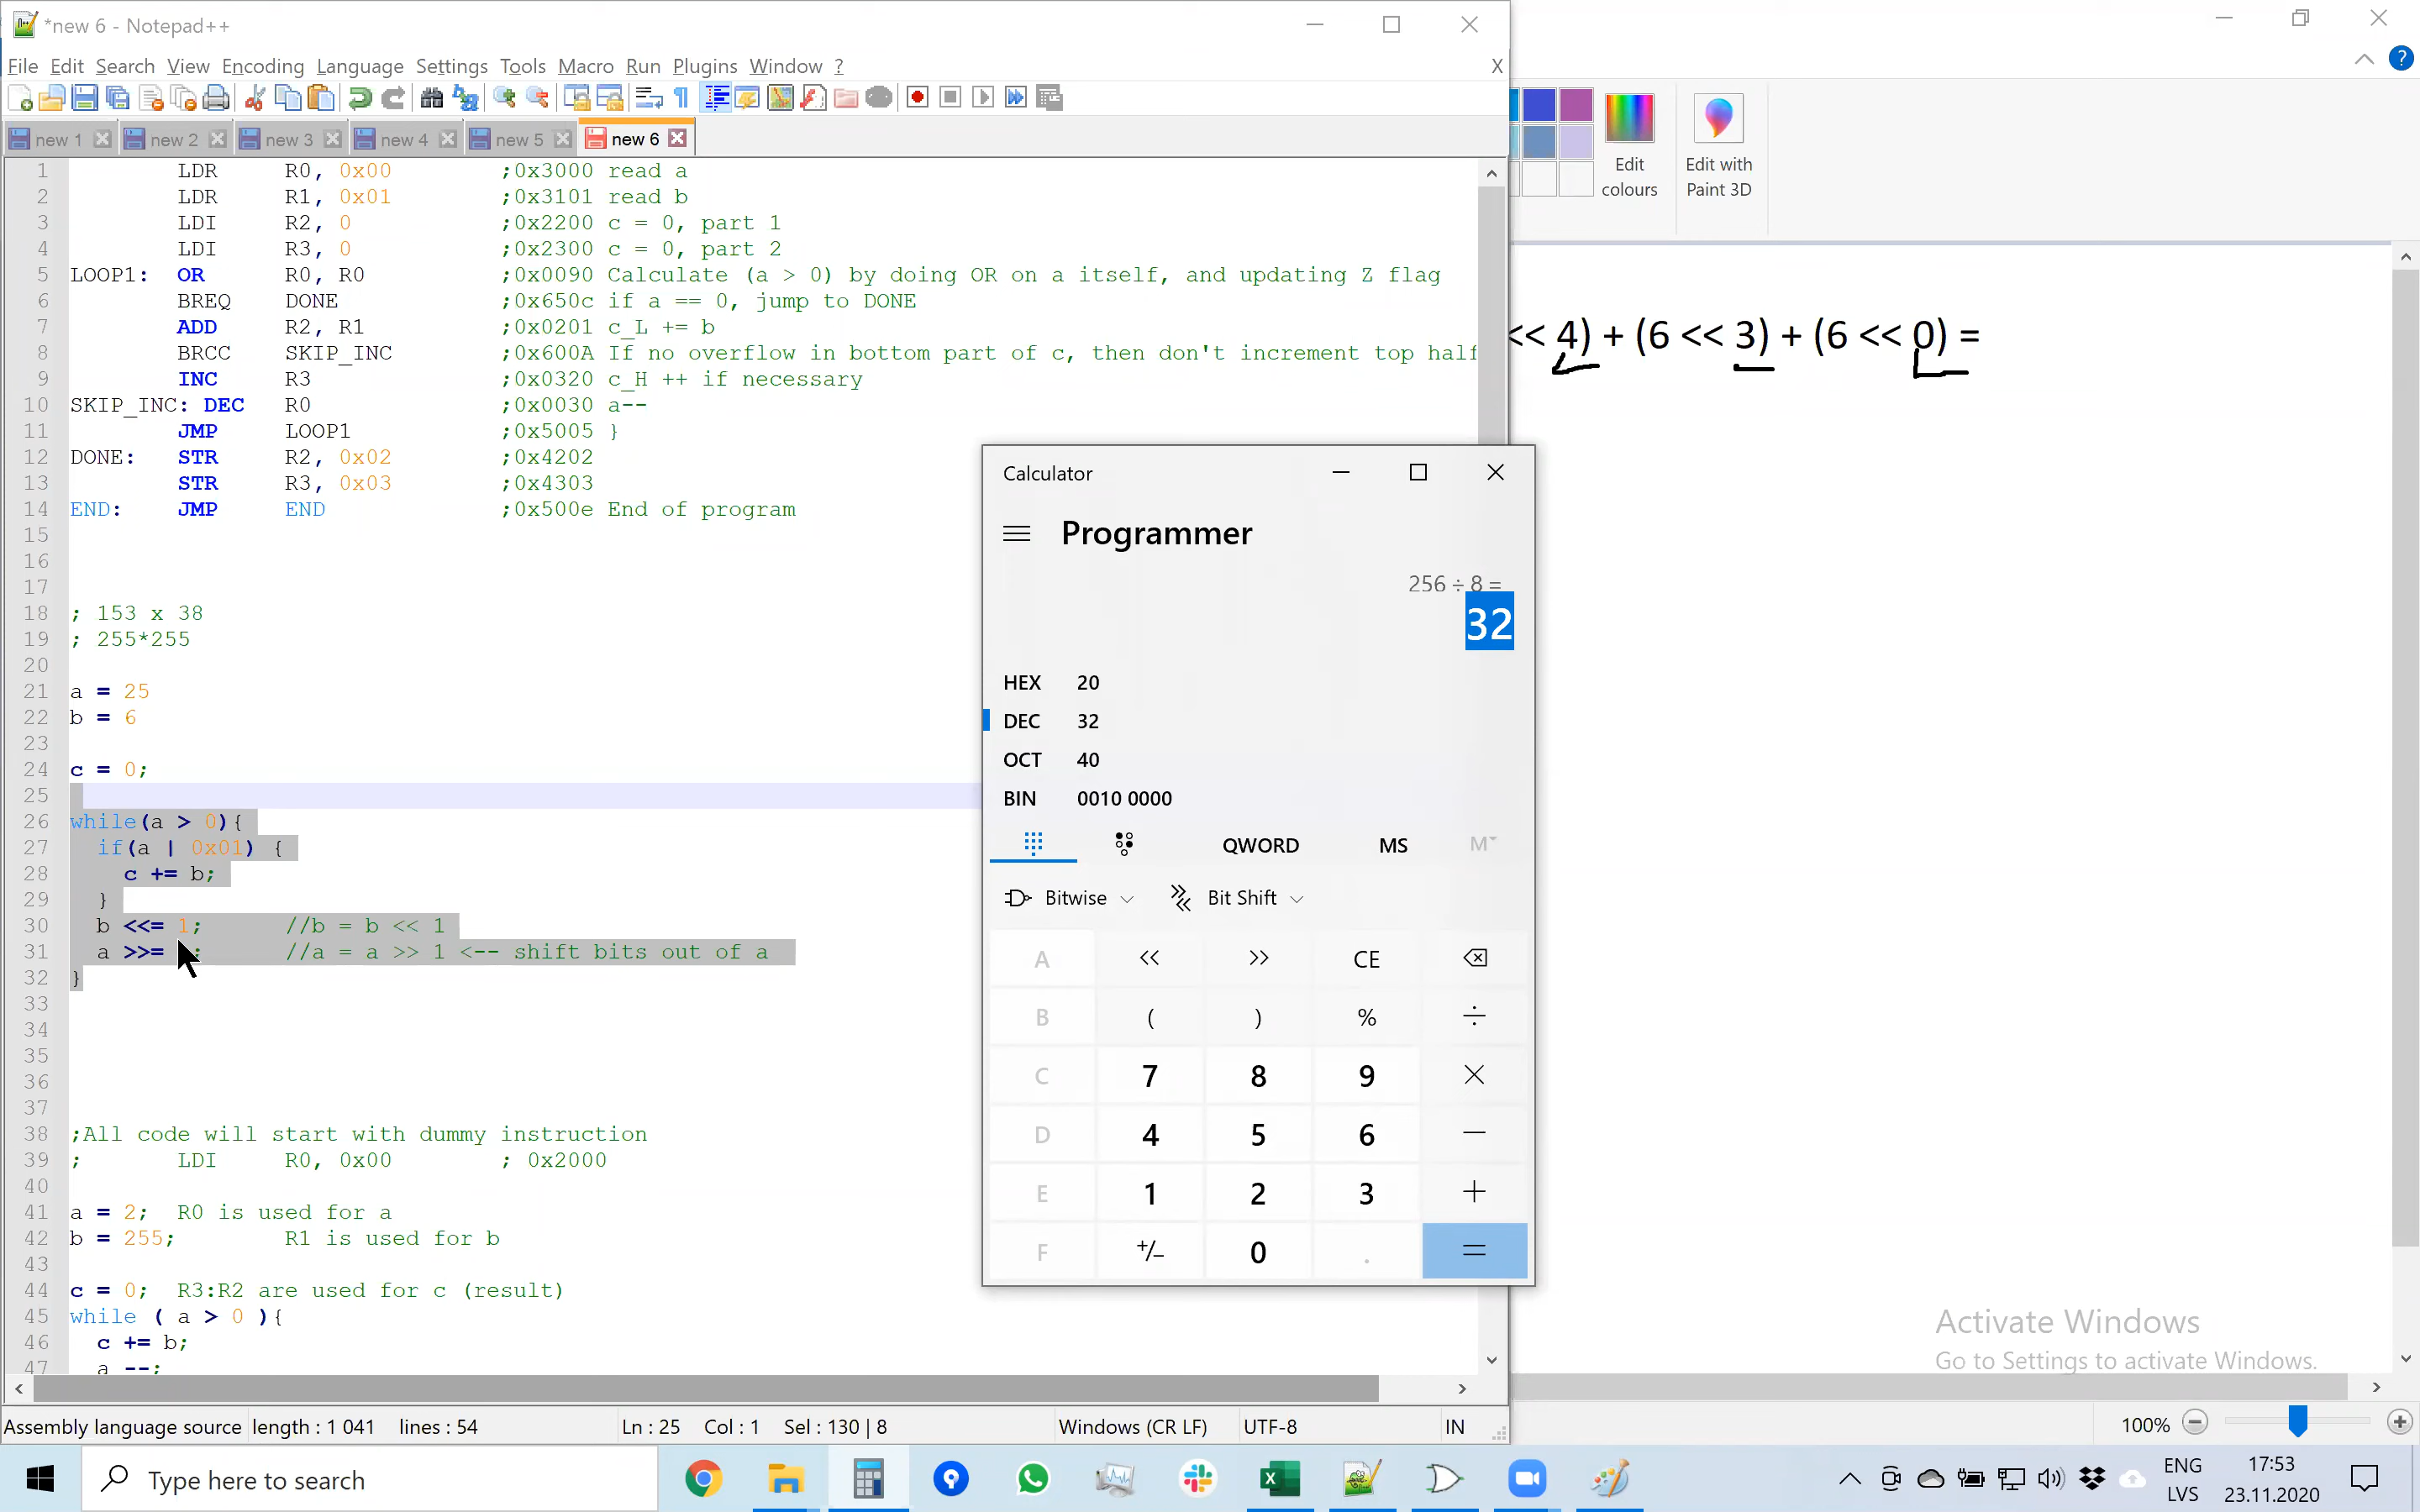 *new 6 - Notepad++
File Edit Search View Encoding Language Settings Tools Macro Run Plugins Window ? X
new 1 new 2 new 3 new 4 new 5 new 6
1 LDR R0, 0x00 ;0x3000 read a
2 LDR R1, 0x01 ;0x3101 read b
3 LDI R2, 0 ;0x2200 c = 0, part 1
4 LDI R3, 0 ;0x2300 c = 0, part 2
5 LOOP1: OR R0, R0 ;0x0090 Calculate (a > 0) by doing OR on a itself, and updating Z flag
6 BREQ DONE ;0x650c if a == 0, jump to DONE
7 ADD R2, R1 ;0x0201 c_L += b
8 BRCC SKIP_INC ;0x600A If no overflow in bottom part of c, then don't increment top half
9 INC R3 ;0x0320 c_H ++ if necessary
10 SKIP_INC: DEC R0 ;0x0030 a--
11 JMP LOOP1 ;0x5005 }
12 DONE: STR R2, 0x02 ;0x4202
13 STR R3, 0x03 ;0x4303
14 END: JMP END ;0x500e End of program
15
16
17
18 ; 153 x 38
19 ; 255*255
20
21 a = 25
22 b = 6
23
24 c = 0;
25
26 while(a > 0){
27 if(a | 0x01) {
28 c += b;
29 }
30 b <<= 1; //b = b << 1
31 a >>= ; //a = a >> 1 <-- shift bits out of a
32 }
33
34
35
36
37
38 ;All code will start with dummy instruction
39 ; LDI R0, 0x00 ; 0x2000
40
41 a = 2; R0 is used for a
42 b = 255; R1 is used for b
43
44 c = 0; R3:R2 are used for c (result)
45 while ( a > 0 ){
46 c += b;
47 a --;
Assembly language source length : 1 041 lines : 54 Ln : 25 Col : 1 Sel : 130 | 8 Windows (CR LF) UTF-8 IN
Calculator
Programmer
256 ÷ 8 =
32
HEX 20
DEC 32
OCT 40
BIN 0010 0000
QWORD MS M
Bitwise Bit Shift
A << >> CE
B ( ) % ÷
C 7 8 9 ×
D 4 5 6 −
E 1 2 3 +
F +/− 0 . =
?
Edit colours
Edit with Paint 3D
<< 4) + (6 << 3) + (6 << 0) =
Activate Windows
Go to Settings to activate Windows.
100%
Type here to search
ENG
LVS
17:53
23.11.2020